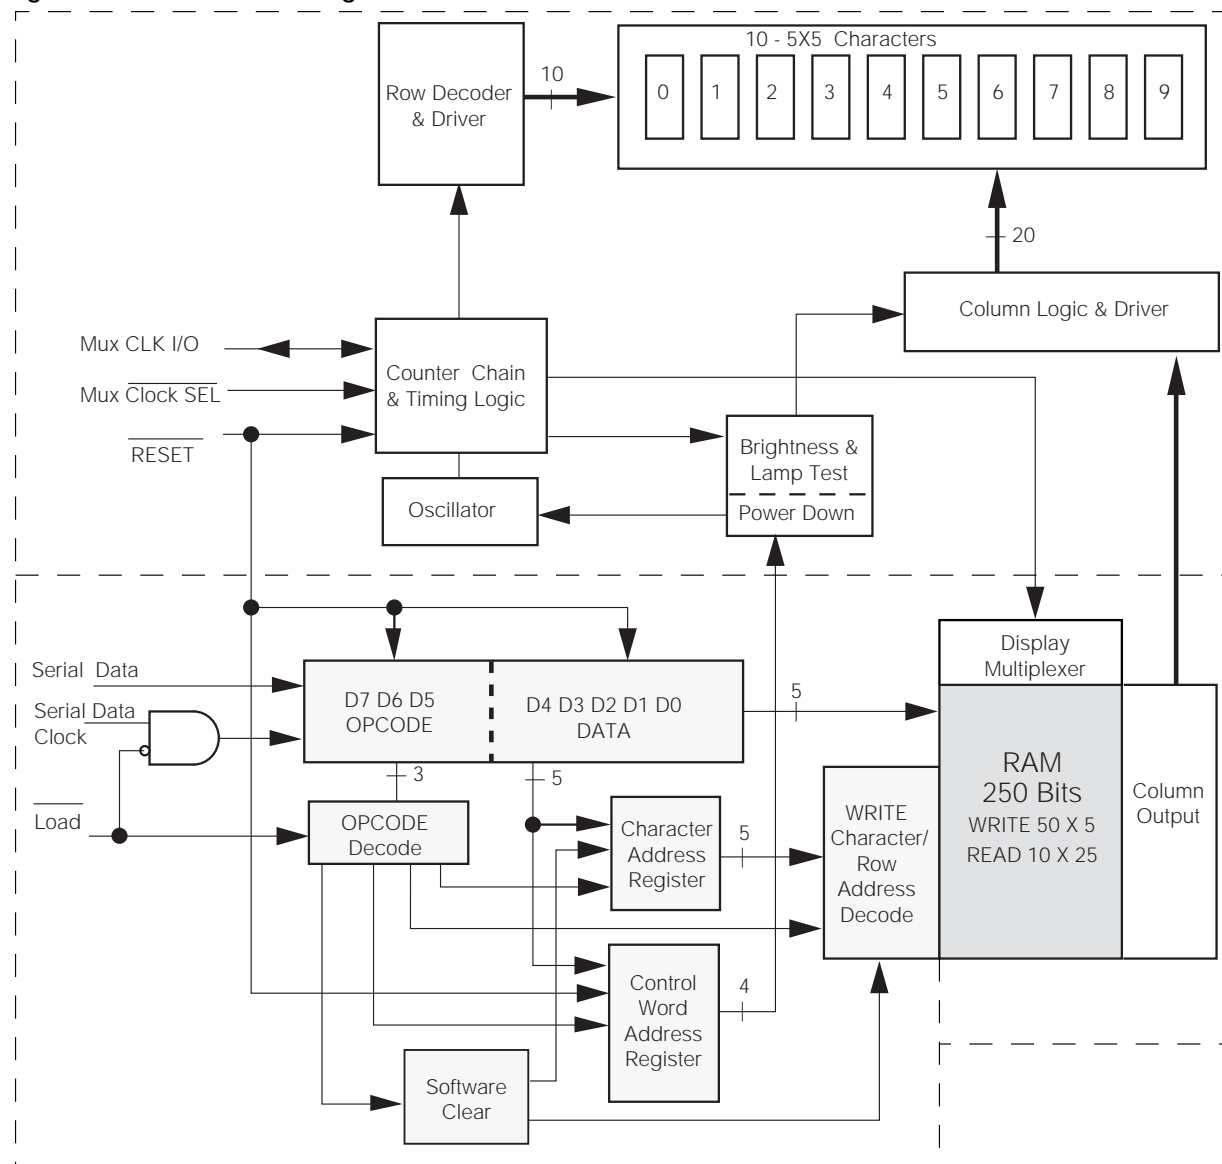 10 - 5X5 Characters
0 1 2 3 4 5 6 7 8 9
Row Decoder
& Driver
10
20
Column Logic & Driver
Mux CLK I/O
Mux Clock SEL
RESET
Counter Chain
& Timing Logic
Oscillator
Brightness &
Lamp Test
Power Down
Serial Data
Serial Data
Clock
Load
D7 D6 D5
OPCODE
D4 D3 D2 D1 D0
DATA
5
3
5
OPCODE
Decode
Character
Address
Register
5
Control
Word
Address
Register
4
Software
Clear
WRITE
Character/
Row
Address
Decode
Display
Multiplexer
RAM
250 Bits
WRITE 50 X 5
READ 10 X 25
Column
Output